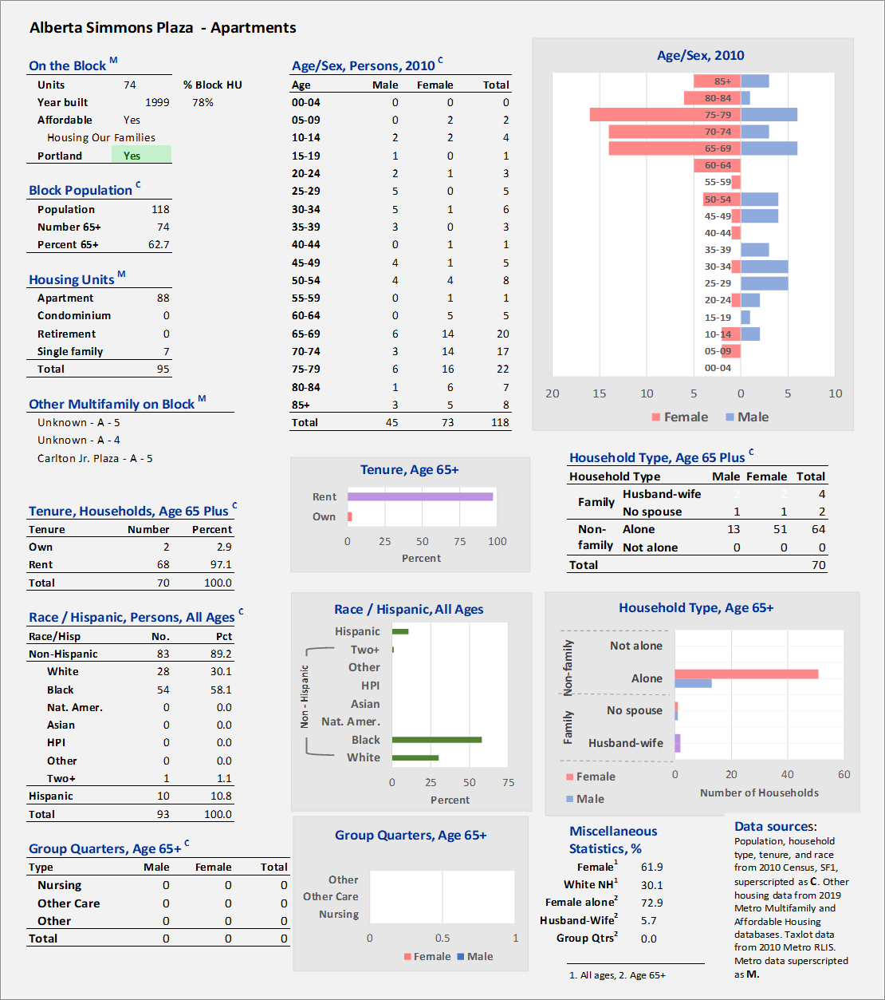 Alberta Simmons Plaza - Apartments
On the Block M
Units 74 % Block HU
Year built 1999 78%
Affordable Yes
Housing Our Families
Portland Yes
Block Population C
Population 118
Number 65+ 74
Percent 65+ 62.7
Housing Units M
Apartment 88
Condominium 0
Retirement 0
Single family 7
Total 95
Other Multifamily on Block M
Unknown - A - 5
Unknown - A - 4
Carlton Jr. Plaza - A - 5
Age/Sex, Persons, 2010 C
Age Male Female Total
00-04 0 0 0
05-09 0 2 2
10-14 2 2 4
15-19 1 0 1
20-24 2 1 3
25-29 5 0 5
30-34 5 1 6
35-39 3 0 3
40-44 0 1 1
45-49 4 1 5
50-54 4 4 8
55-59 0 1 1
60-64 0 5 5
65-69 6 14 20
70-74 3 14 17
75-79 6 16 22
80-84 1 6 7
85+ 3 5 8
Total 45 73 118
Age/Sex, 2010
85+
80-84
75-79
70-74
65-69
60-64
55-59
50-54
45-49
40-44
35-39
30-34
25-29
20-24
15-19
10-14
05-09
00-04
20 15 10 5 0 5 10
Female Male
Tenure, Households, Age 65 Plus C
Tenure Number Percent
Own 2 2.9
Rent 68 97.1
Total 70 100.0
Tenure, Age 65+
Rent
Own
0 25 50 75 100
Percent
Household Type, Age 65 Plus C
Household Type Male Female Total
Family Husband-wife 2 2 4
No spouse 1 1 2
Non-family Alone 13 51 64
Not alone 0 0 0
Total 70
Race / Hispanic, Persons, All Ages C
Race/Hisp No. Pct
Non-Hispanic 83 89.2
White 28 30.1
Black 54 58.1
Nat. Amer. 0 0.0
Asian 0 0.0
HPI 0 0.0
Other 0 0.0
Two+ 1 1.1
Hispanic 10 10.8
Total 93 100.0
Race / Hispanic, All Ages
Hispanic
Two+
Other
HPI
Asian
Nat. Amer.
Black
White
Non - Hispanic
0 25 50 75
Percent
Household Type, Age 65+
Non-family
Not alone
Alone
Family
No spouse
Husband-wife
0 20 40 60
Number of Households
Female
Male
Group Quarters, Age 65+ C
Type Male Female Total
Nursing 0 0 0
Other Care 0 0 0
Other 0 0 0
Total 0 0 0
Group Quarters, Age 65+
Other
Other Care
Nursing
0 0.5 1
Female Male
Miscellaneous
Statistics, %
Female1 61.9
White NH1 30.1
Female alone2 72.9
Husband-Wife2 5.7
Group Qtrs2 0.0
1. All ages, 2. Age 65+
Data sources:
Population, household
type, tenure, and race
from 2010 Census, SF1,
superscripted as C. Other
housing data from 2019
Metro Multifamily and
Affordable Housing
databases. Taxlot data
from 2010 Metro RLIS.
Metro data superscripted
as M.